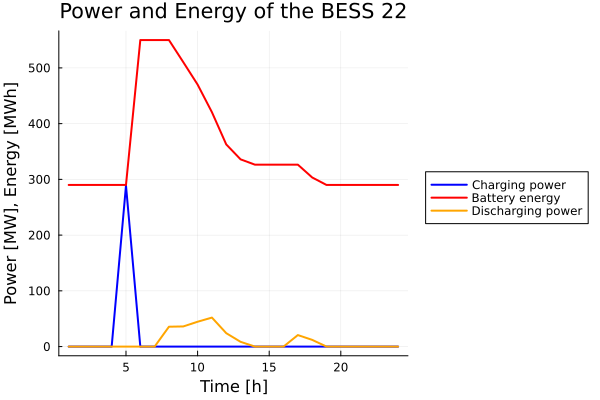 Power and Energy of the BESS 22
Power [MW], Energy [MWh]
500
400
300
200
100
0
5
10
15
20
Time [h]
Charging power
Battery energy
Discharging power